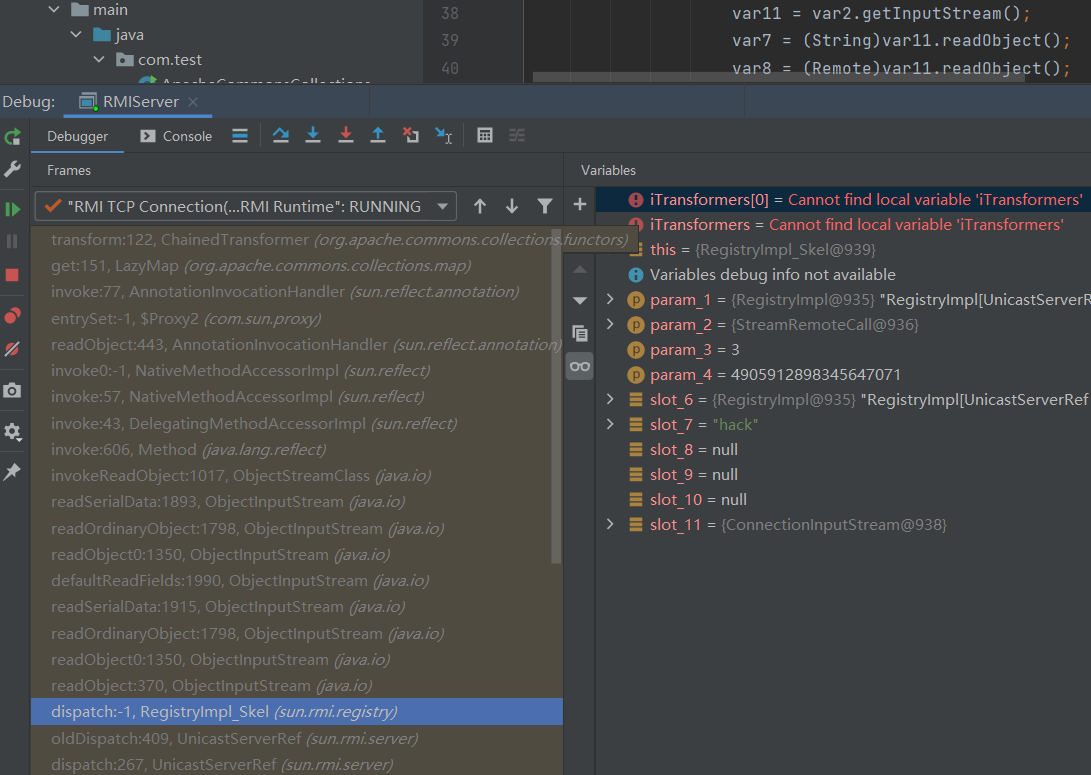 main
java
com.test
38 var11 = var2.getInputStream();
39 var7 = (String)var11.readObject();
40 var8 = (Remote)var11.readObject();
Debug: RMIServer
Debugger Console
Frames
"RMI TCP Connection(...RMI Runtime": RUNNING
transform:122, ChainedTransformer (org.apache.commons.collections.functors)
get:151, LazyMap (org.apache.commons.collections.map)
invoke:77, AnnotationInvocationHandler (sun.reflect.annotation)
entrySet:-1, $Proxy2 (com.sun.proxy)
readObject:443, AnnotationInvocationHandler (sun.reflect.annotation)
invoke0:-1, NativeMethodAccessorImpl (sun.reflect)
invoke:57, NativeMethodAccessorImpl (sun.reflect)
invoke:43, DelegatingMethodAccessorImpl (sun.reflect)
invoke:606, Method (java.lang.reflect)
invokeReadObject:1017, ObjectStreamClass (java.io)
readSerialData:1893, ObjectInputStream (java.io)
readOrdinaryObject:1798, ObjectInputStream (java.io)
readObject0:1350, ObjectInputStream (java.io)
defaultReadFields:1990, ObjectInputStream (java.io)
readSerialData:1915, ObjectInputStream (java.io)
readOrdinaryObject:1798, ObjectInputStream (java.io)
readObject0:1350, ObjectInputStream (java.io)
readObject:370, ObjectInputStream (java.io)
dispatch:-1, RegistryImpl_Skel (sun.rmi.registry)
oldDispatch:409, UnicastServerRef (sun.rmi.server)
dispatch:267, UnicastServerRef (sun.rmi.server)
Variables
iTransformers[0] = Cannot find local variable 'iTransformers'
iTransformers = Cannot find local variable 'iTransformers'
this = {RegistryImpl_Skel@939}
Variables debug info not available
param_1 = {RegistryImpl@935} "RegistryImpl[UnicastServerR
param_2 = {StreamRemoteCall@936}
param_3 = 3
param_4 = 4905912898345647071
slot_6 = {RegistryImpl@935} "RegistryImpl[UnicastServerRef
slot_7 = "hack"
slot_8 = null
slot_9 = null
slot_10 = null
slot_11 = {ConnectionInputStream@938}